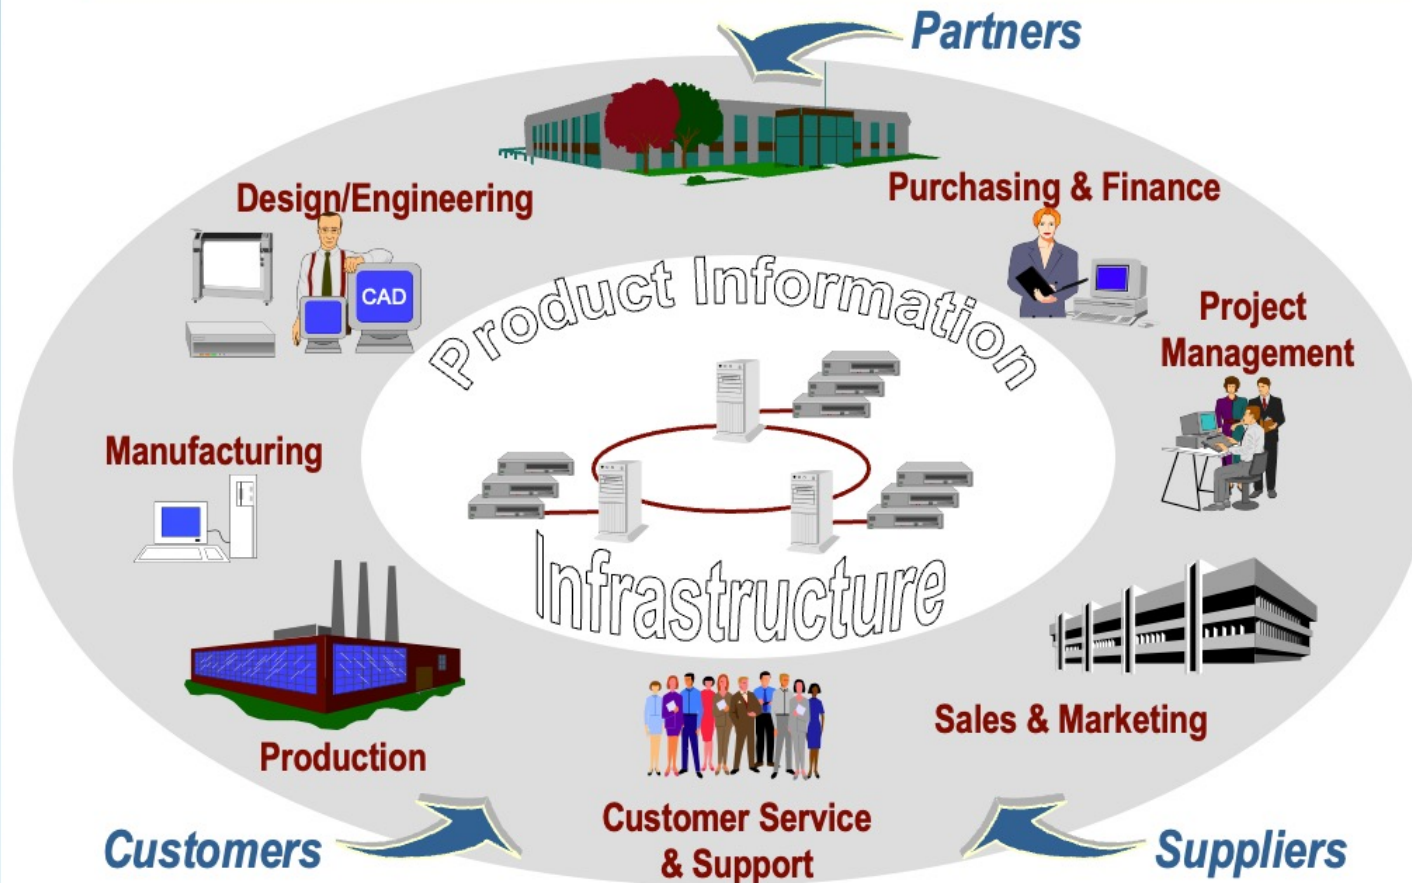 Partners
Design/Engineering
Purchasing & Finance
CAD
Product Information
Project
Management
Manufacturing
Infrastructure
Sales & Marketing
Production
Customer Service
& Support
Customers
Suppliers